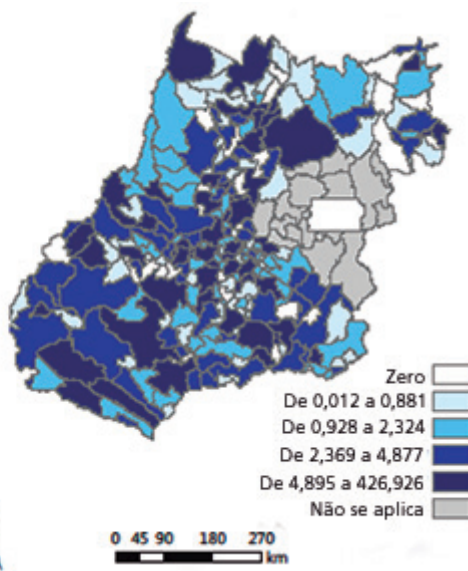 Zero
De 0,012 a 0,881
De 0,928 a 2,324
De 2,369 a 4,877
De 4,895 a 426,926
Não se aplica
0 45 90 180 270
km